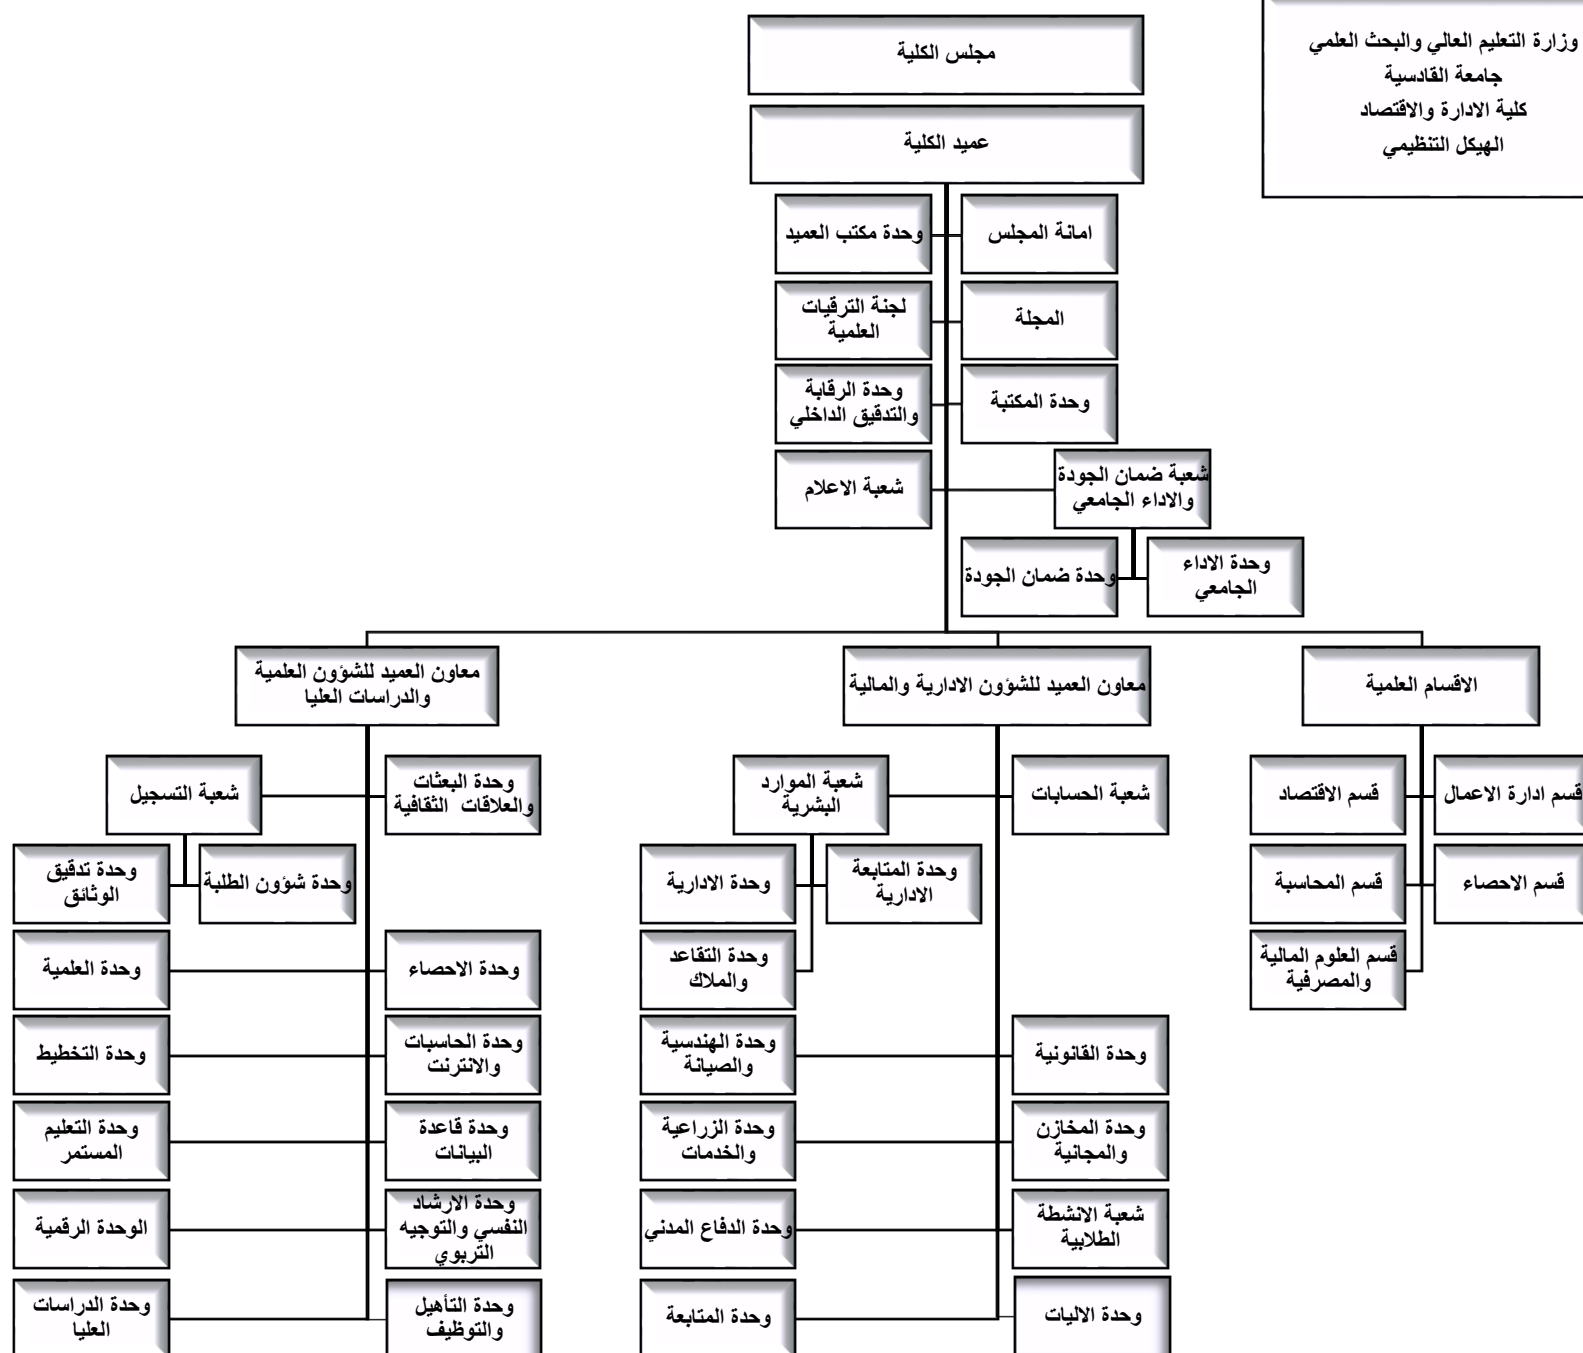 وزارة التعليم العالي والبحث العلمي
جامعة القادسية
كلية الادارة والاقتصاد
الهيكل التنظيمي
مجلس الكلية
عميد الكلية
امانة المجلس
وحدة مكتب العميد
المجلة
لجنة الترقيات
العلمية
وحدة المكتبة
وحدة الرقابة
والتدقيق الداخلي
شعبة ضمان الجودة
والاداء الجامعي
شعبة الاعلام
وحدة الاداء
الجامعي
وحدة ضمان الجودة
الاقسام العلمية
معاون العميد للشؤون الادارية والمالية
معاون العميد للشؤون العلمية
والدراسات العليا
قسم ادارة الاعمال
قسم الاقتصاد
قسم الاحصاء
قسم المحاسبة
قسم العلوم المالية
والمصرفية
شعبة الحسابات
شعبة الموارد
البشرية
وحدة المتابعة
الادارية
وحدة الادارية
وحدة التقاعد
والملاك
وحدة القانونية
وحدة الهندسية
والصيانة
وحدة المخازن
والمجانية
وحدة الزراعية
والخدمات
شعبة الانشطة
الطلابية
وحدة الدفاع المدني
وحدة الاليات
وحدة المتابعة
وحدة البعثات
والعلاقات الثقافية
شعبة التسجيل
وحدة شؤون الطلبة
وحدة تدقيق
الوثائق
وحدة الاحصاء
وحدة العلمية
وحدة الحاسبات
والانترنت
وحدة التخطيط
وحدة قاعدة
البيانات
وحدة التعليم
المستمر
وحدة الارشاد
النفسي والتوجيه
التربوي
الوحدة الرقمية
وحدة التأهيل
والتوظيف
وحدة الدراسات
العليا